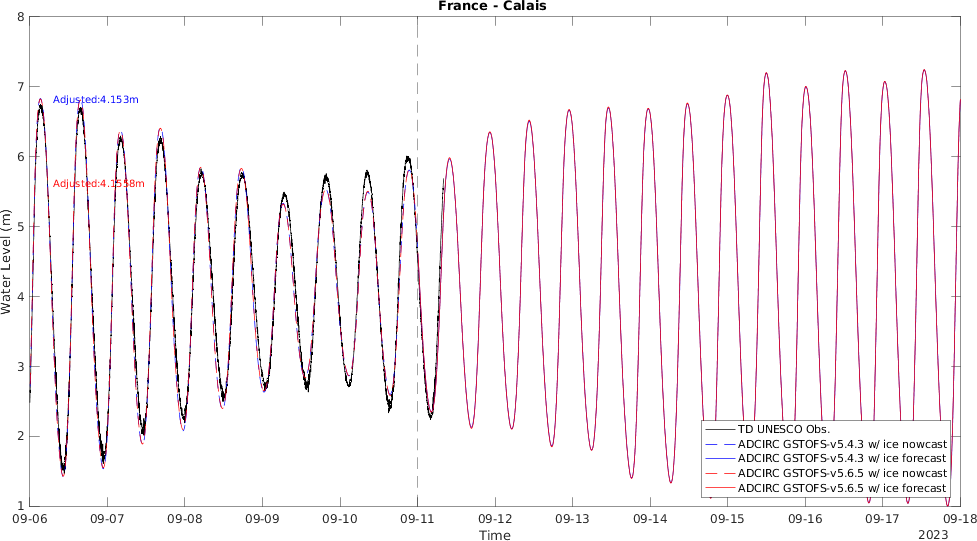 France - Calais
8
7
6
5
4
3
2
1
Water Level (m)
Adjusted:4.153m
Adjusted:4.1558m
TD UNESCO Obs.
ADCIRC GSTOFS-v5.4.3 w/ ice nowcast
ADCIRC GSTOFS-v5.4.3 w/ ice forecast
ADCIRC GSTOFS-v5.6.5 w/ ice nowcast
ADCIRC GSTOFS-v5.6.5 w/ ice forecast
09-06 09-07 09-08 09-09 09-10 09-11 09-12 09-13 09-14 09-15 09-16 09-17 09-18
Time
2023